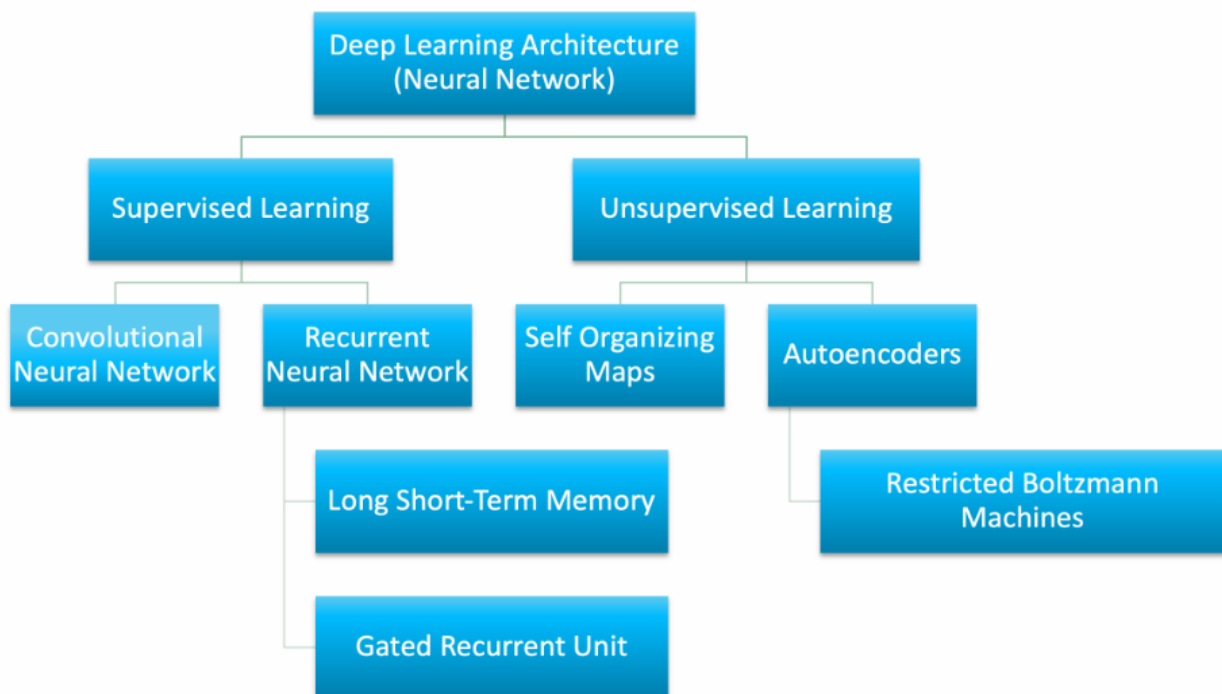 Deep Learning Architecture
(Neural Network)
Supervised Learning
Unsupervised Learning
Convolutional
Neural Network
Recurrent
Neural Network
Self Organizing
Maps
Autoencoders
Long Short-Term Memory
Restricted Boltzmann
Machines
Gated Recurrent Unit